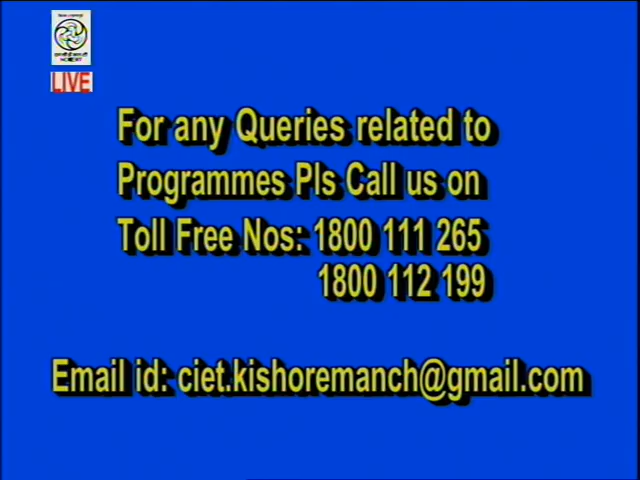 NCERT
LIVE
For any Queries related to
Programmes Pls Call us on
Toll Free Nos: 1800 111 265
1800 112 199
Email id: ciet.kishoremanch@gmail.com